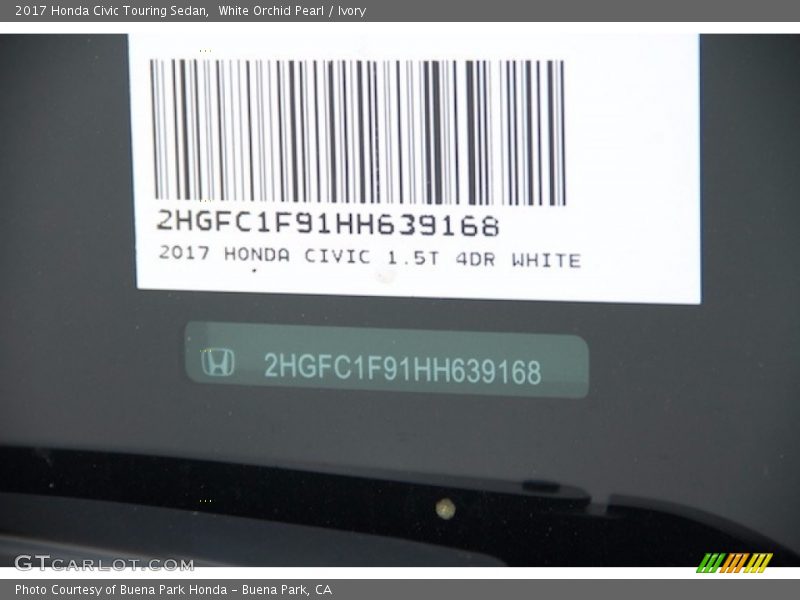 2017 Honda Civic Touring Sedan,  White Orchid Pearl / Ivory
2HGFC1F91HH639168
2017 HONDA CIVIC 1.5T 4DR WHITE
2HGFC1F91HH639168
GTCARLOT.COM
Photo Courtesy of Buena Park Honda - Buena Park, CA